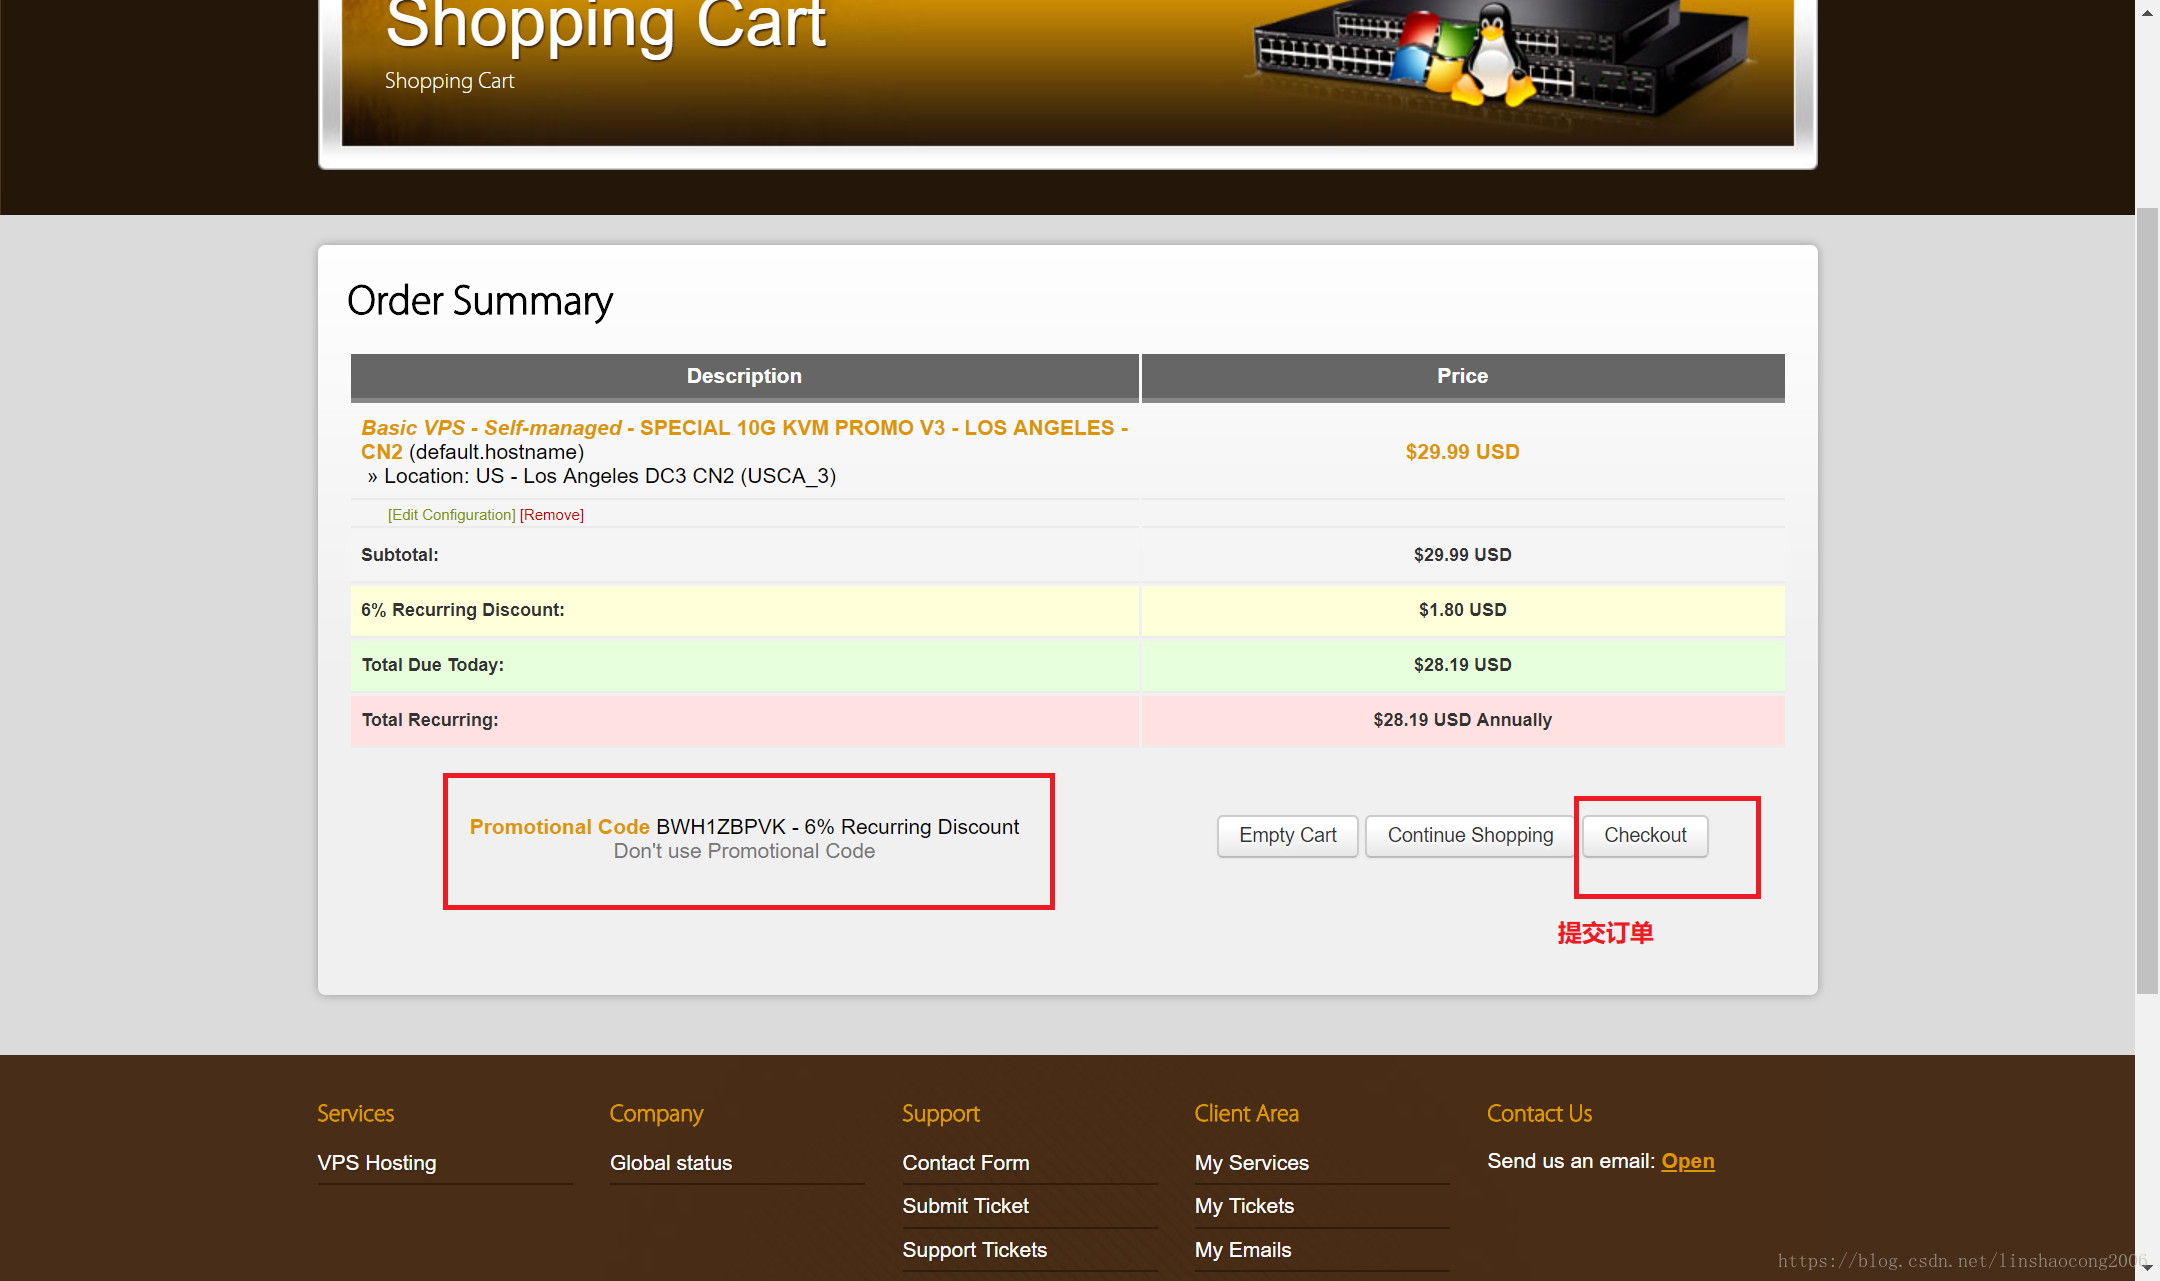 Shopping Cart
Shopping Cart
Order Summary
Description
Price
Basic VPS - Self-managed - SPECIAL 10G KVM PROMO V3 - LOS ANGELES -
CN2 (default.hostname)
» Location: US - Los Angeles DC3 CN2 (USCA_3)
$29.99 USD
[Edit Configuration] [Remove]
Subtotal:
$29.99 USD
6% Recurring Discount:
$1.80 USD
Total Due Today:
$28.19 USD
Total Recurring:
$28.19 USD Annually
Promotional Code BWH1ZBPVK - 6% Recurring Discount
Don't use Promotional Code
Empty Cart
Continue Shopping
Checkout
提交订单
Services
VPS Hosting
Company
Global status
Support
Contact Form
Submit Ticket
Support Tickets
Client Area
My Services
My Tickets
My Emails
Contact Us
Send us an email: Open
https://blog.csdn.net/linshaocong2006